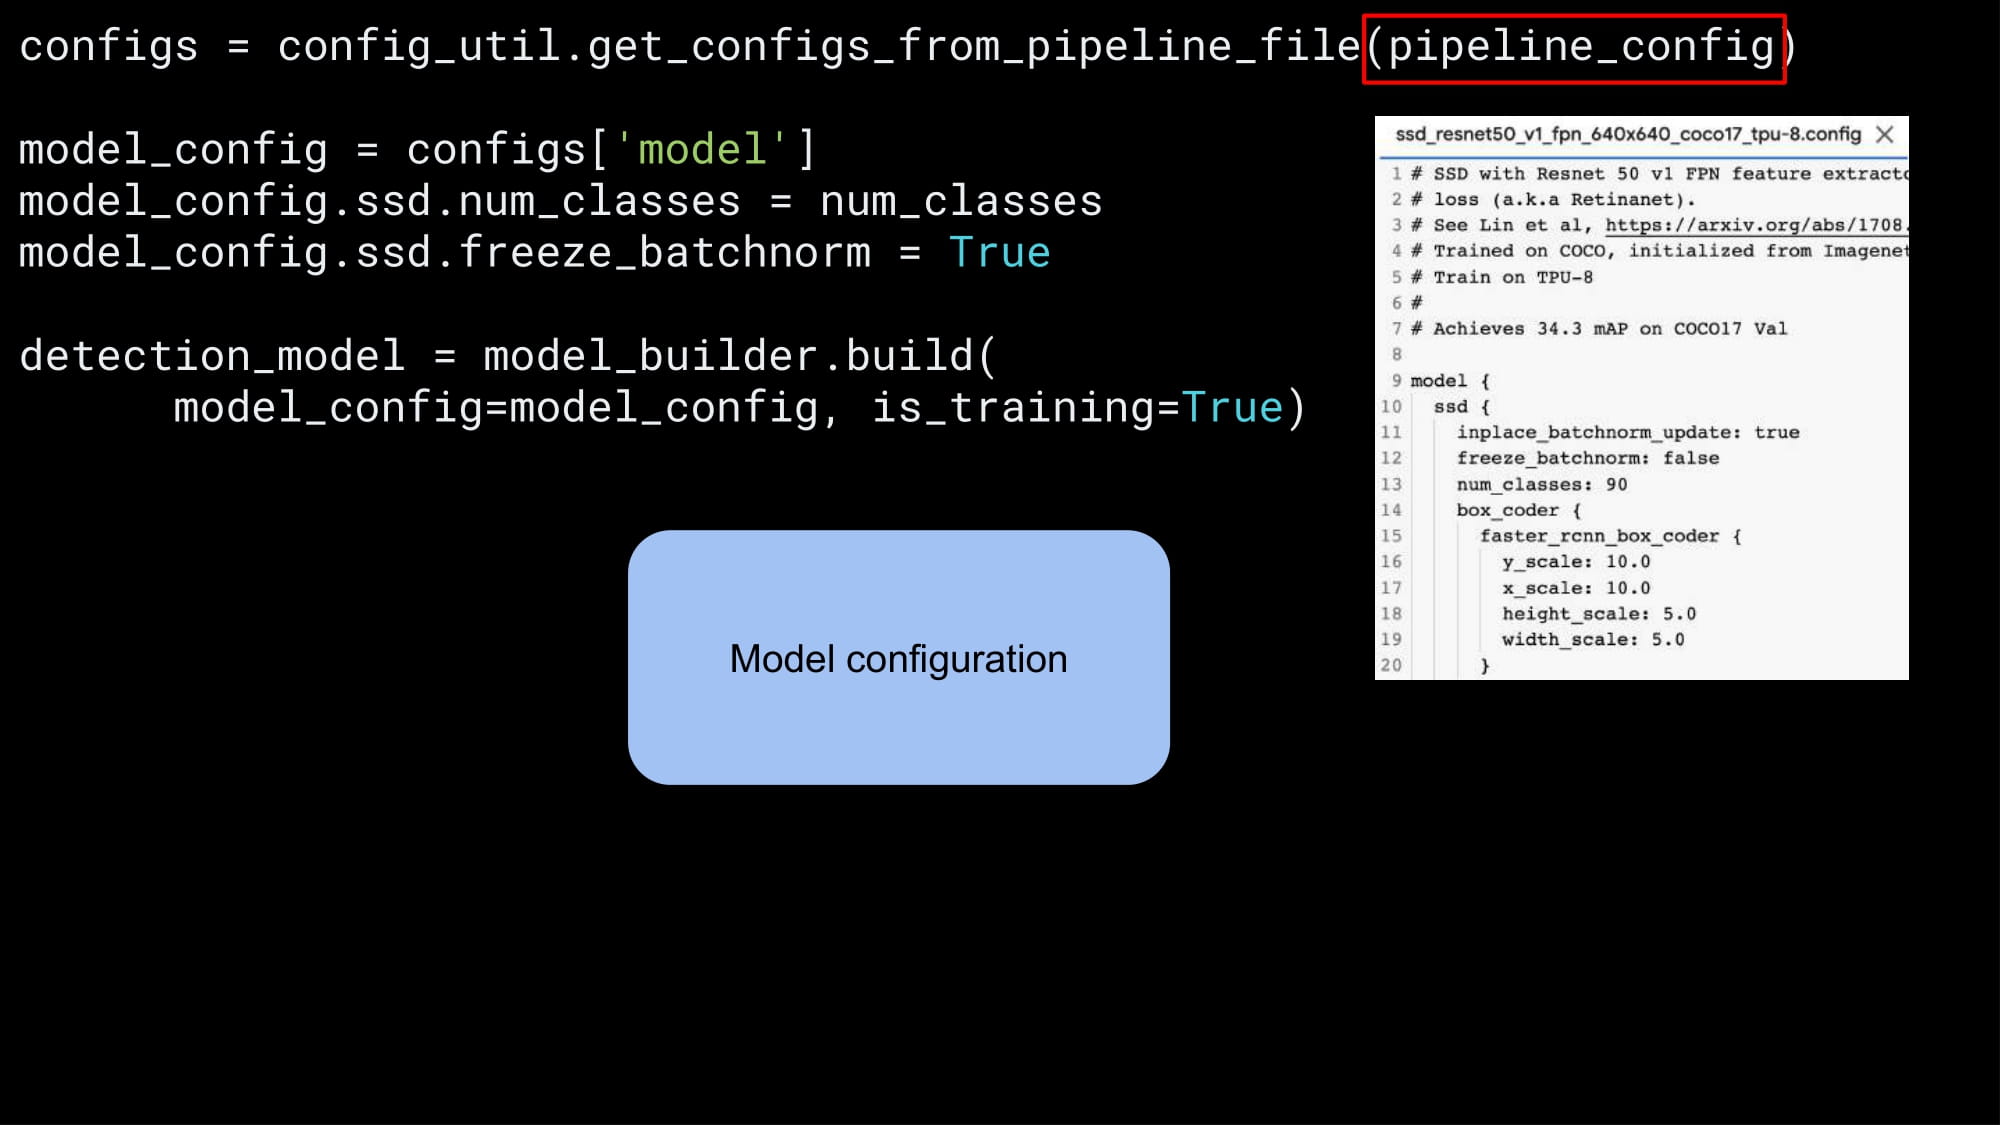 configs = config_util.get_configs_from_pipeline_file(pipeline_config)
model_config = configs['model']
model_config.ssd.num_classes = num_classes
model_config.ssd.freeze_batchnorm = True
detection_model = model_builder.build(
model_config=model_config, is_training=True)
ssd_resnet50_v1_fpn_640x640_coco17_tpu-8.config ×
1 # SSD with Resnet 50 v1 FPN feature
2 # loss (a.k.a Retinanet).
3 # See Lin et al, https://arxiv.org/abs/1708.
4 # Trained on COCO, initialized from
5 # Train on TPU-8
6 #
7 # Achieves 34.3 mAP on COCO17 Val
8
9 model {
10 ssd {
11 inplace_batchnorm_update: true
12 freeze_batchnorm: false
13 num_classes: 90
14 box_coder {
15 faster_rcnn_box_coder {
16 y_scale: 10.0
17 x_scale: 10.0
18 height_scale: 5.0
19 width_scale: 5.0
20 }
Model configuration